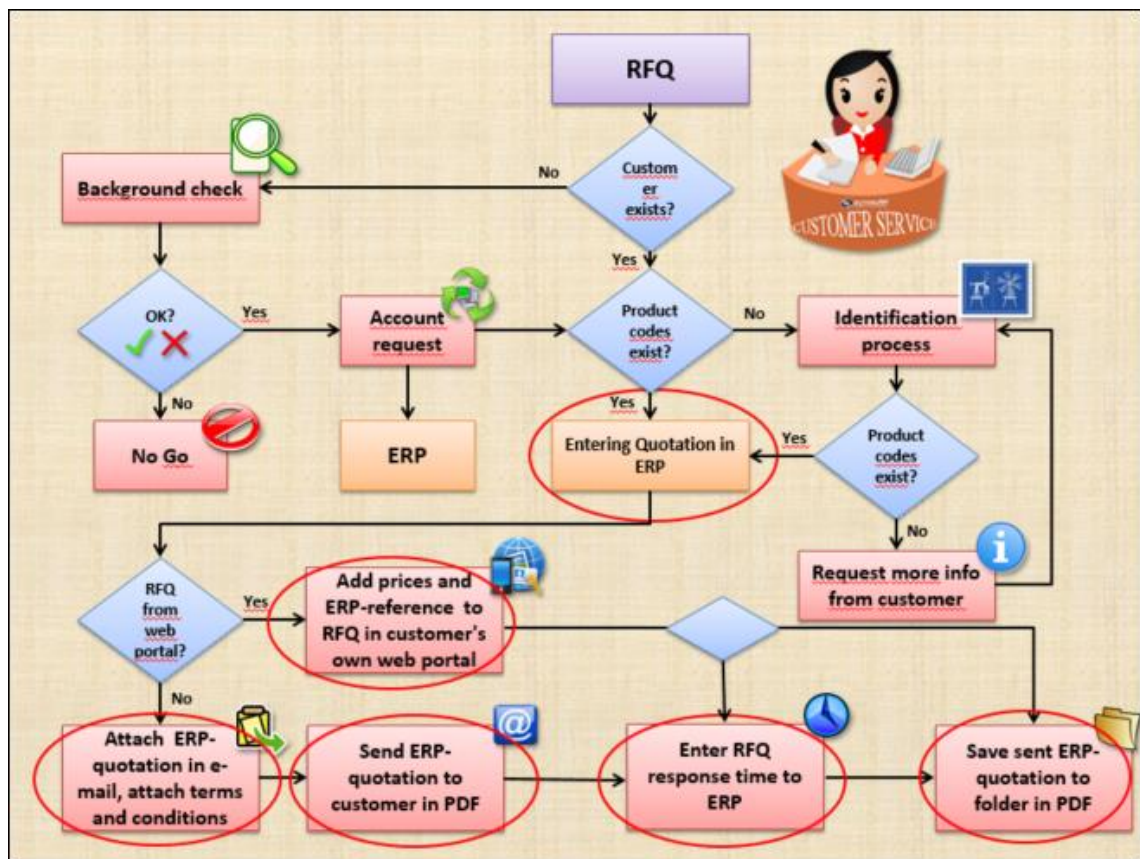 RFQ
Custom
er
exists?
No
Background check
CUSTOMER SERVICE
Yes
OK?
Yes
Account
request
Product
codes
exist?
No
Identification
process
No
Yes
No Go
ERP
Entering Quotation in
ERP
Yes
Product
codes
exist?
No
RFQ
from
web
portal?
Yes
Add prices and
ERP-reference to
RFQ in customer's
own web portal
Request more info
from customer
No
Attach ERP-
quotation in e-
mail, attach terms
and conditions
@
Send ERP-
quotation to
customer in PDF
Enter RFQ
response time to
ERP
Save sent ERP-
quotation to
folder in PDF